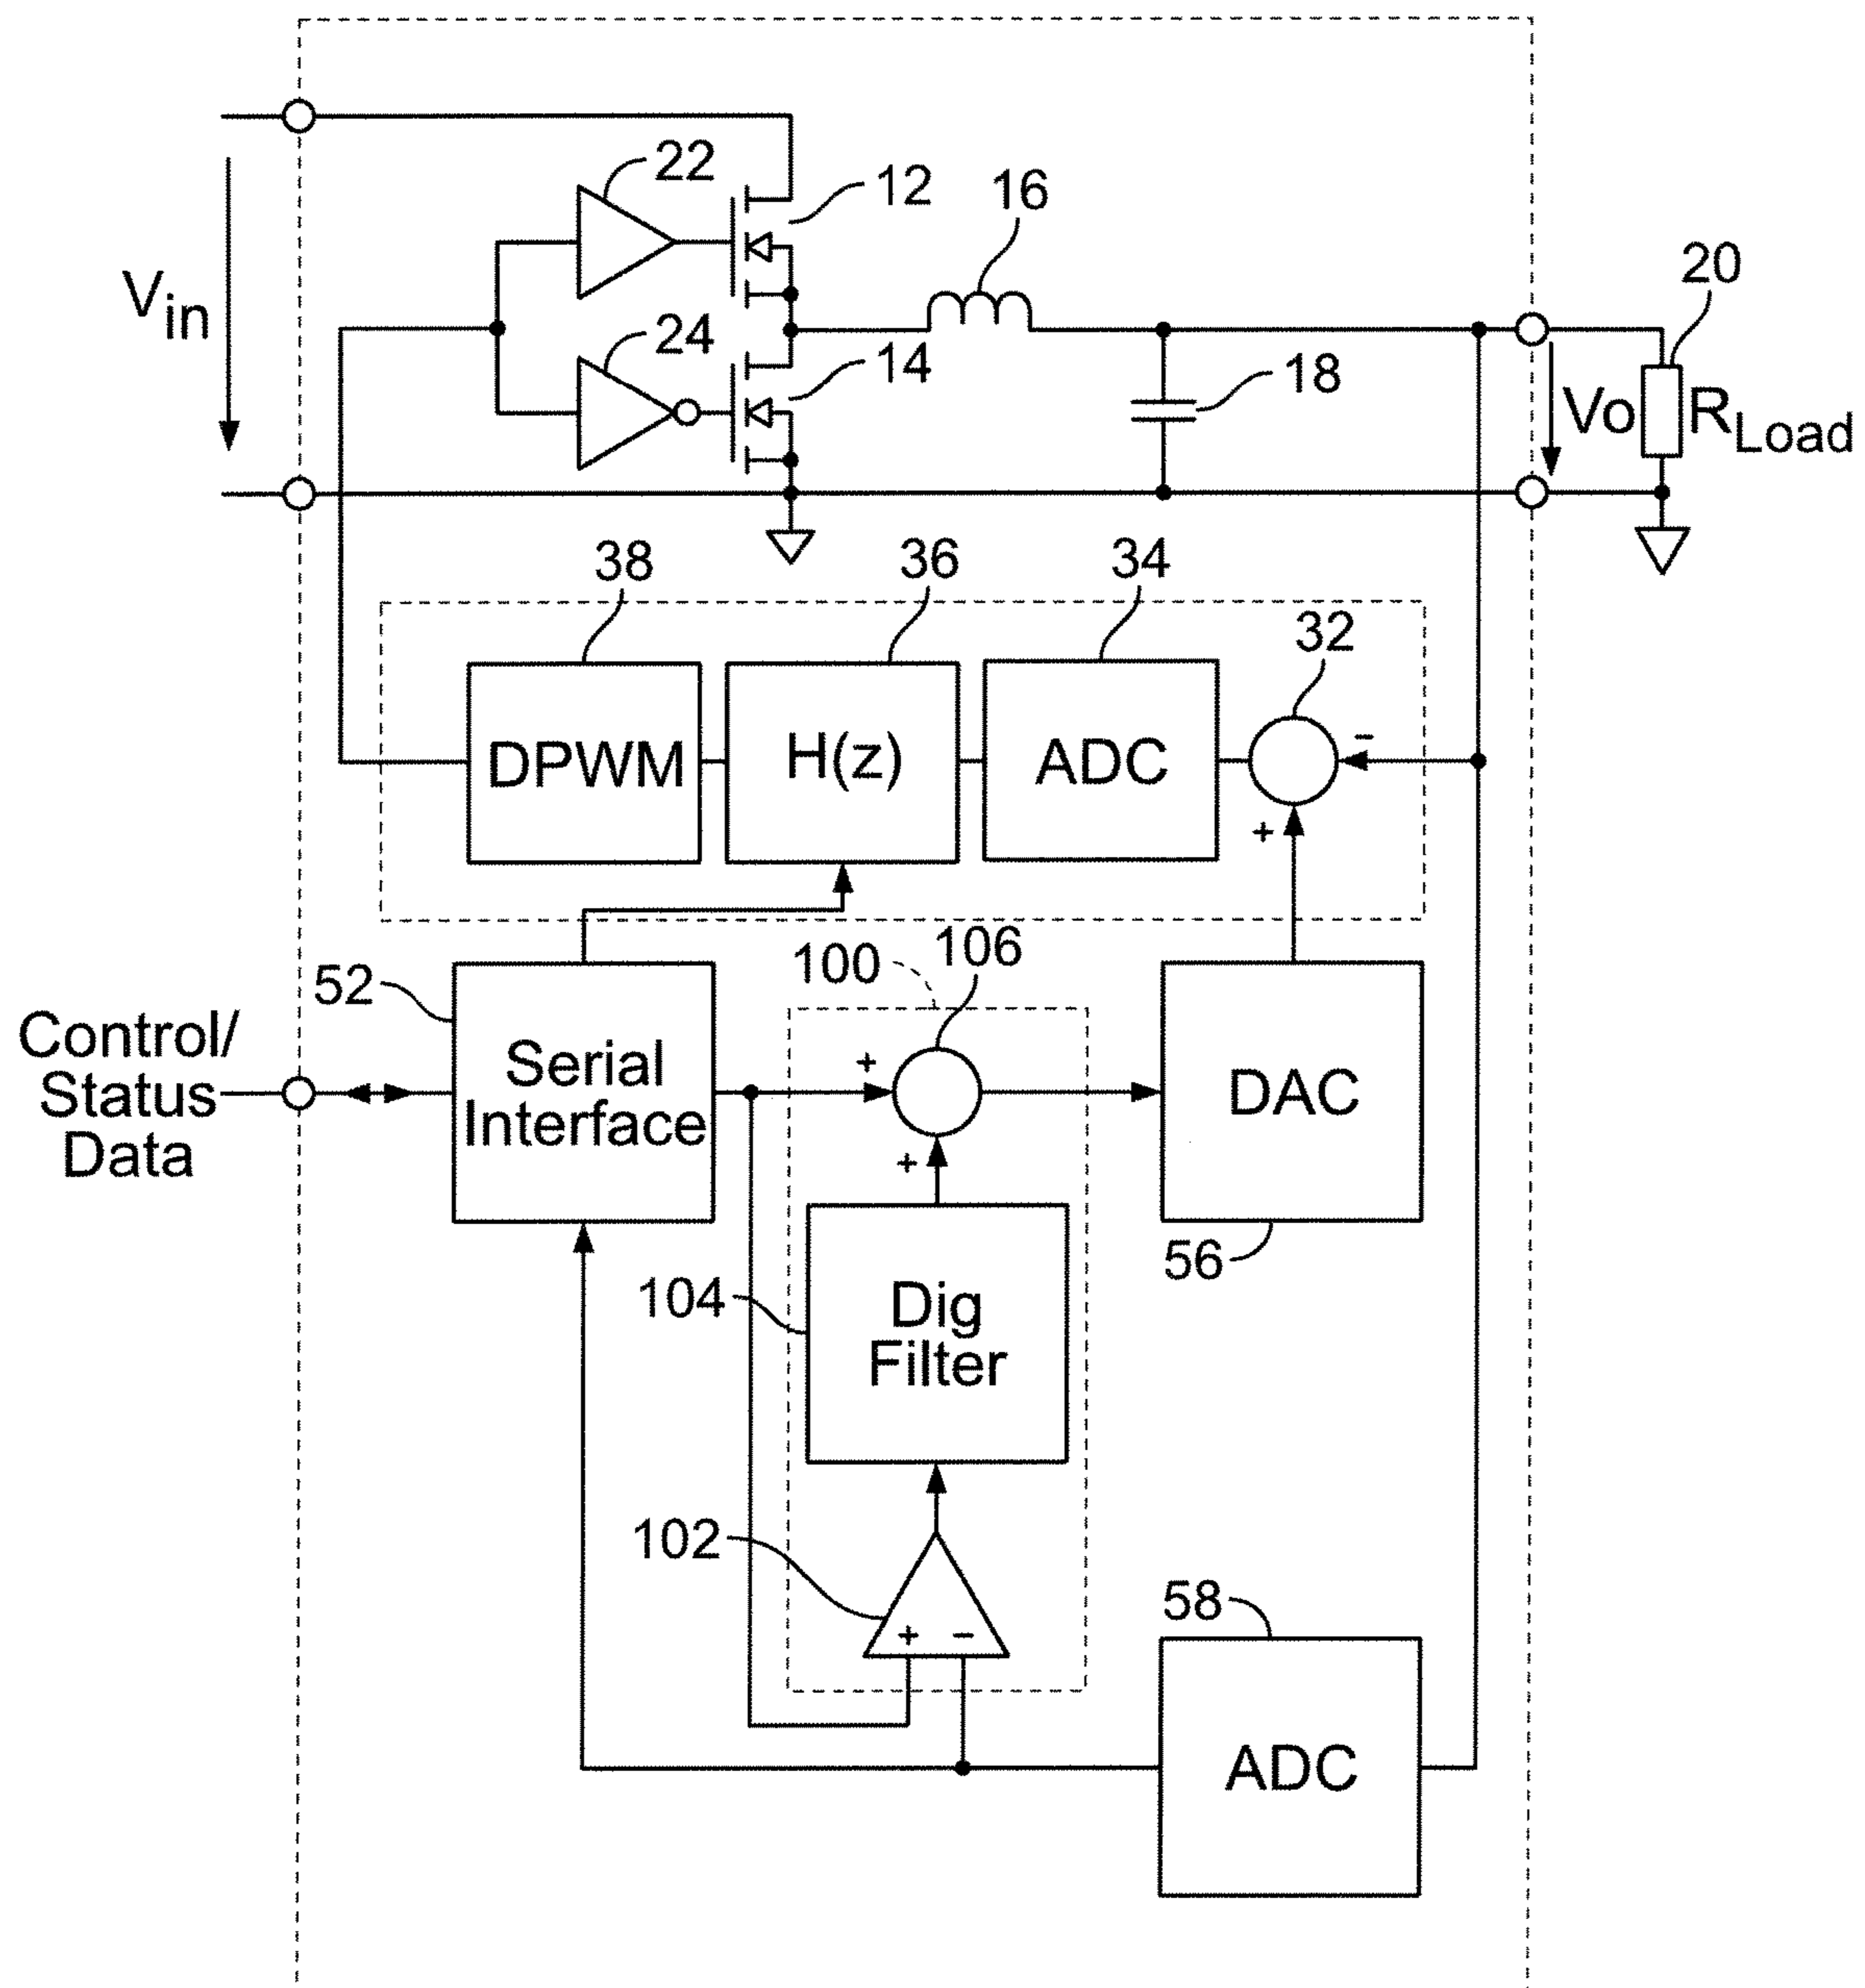 22
12
16
20
Vin
24
14
18
Vo
RLoad
38
36
34
32
DPWM
H(z)
ADC
-
+
100
106
52
Control/
Status
Data
Serial
Interface
+
+
DAC
56
104
Dig
Filter
102
+ −
58
ADC